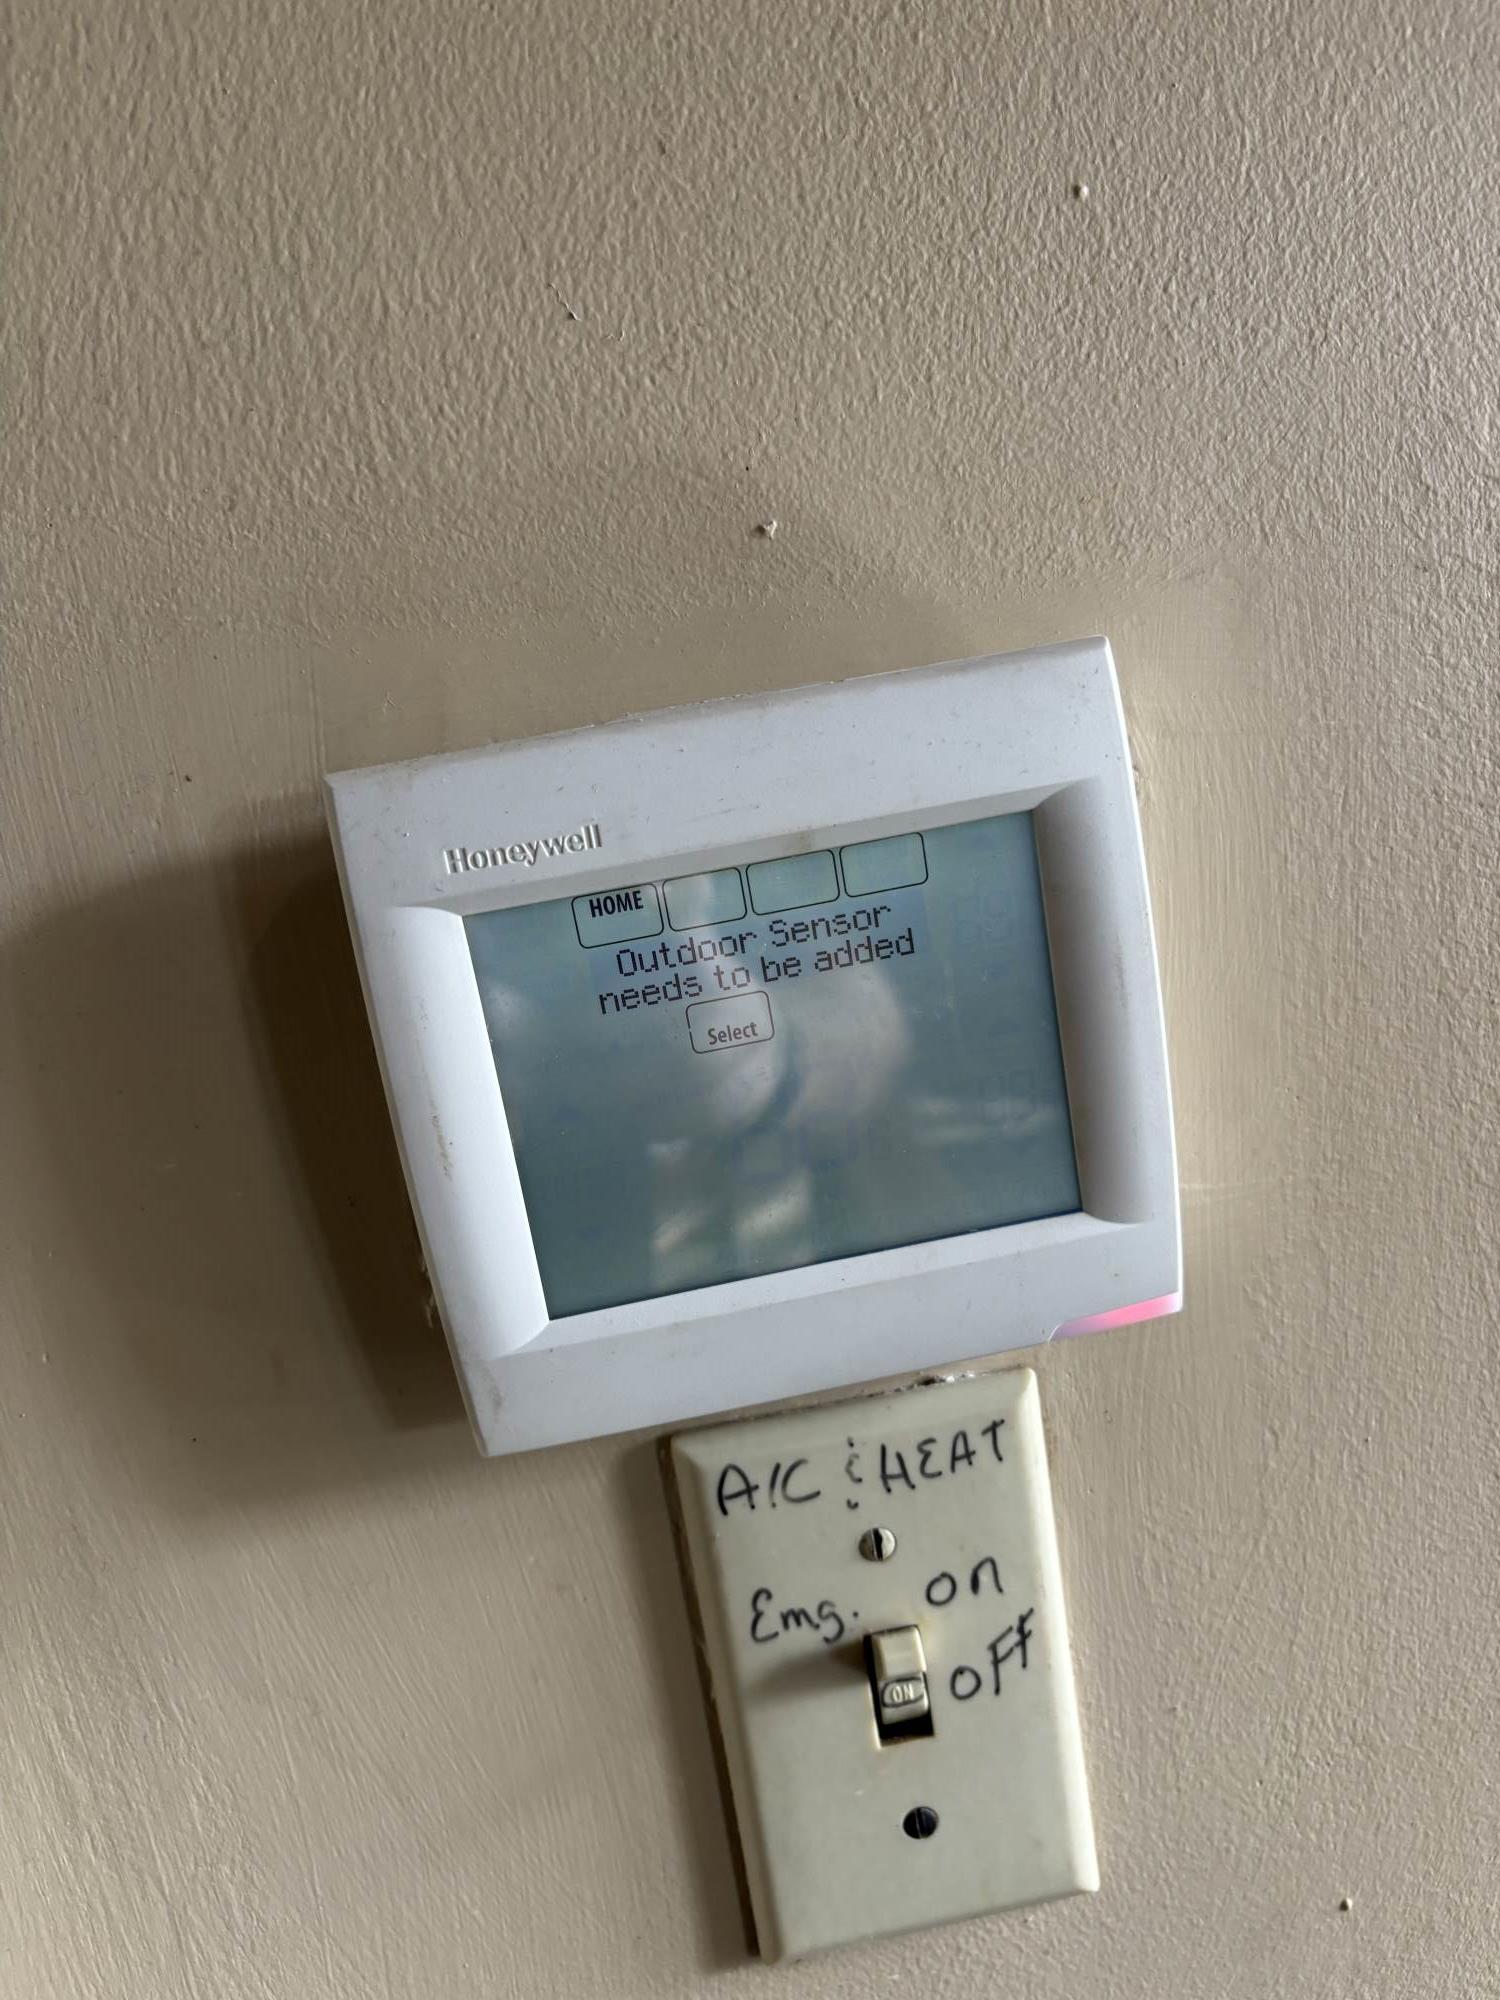 Honeywell
HOME
Outdoor Sensor
needs to be added
Select
A/C & HEAT
Emg. on
ON
off